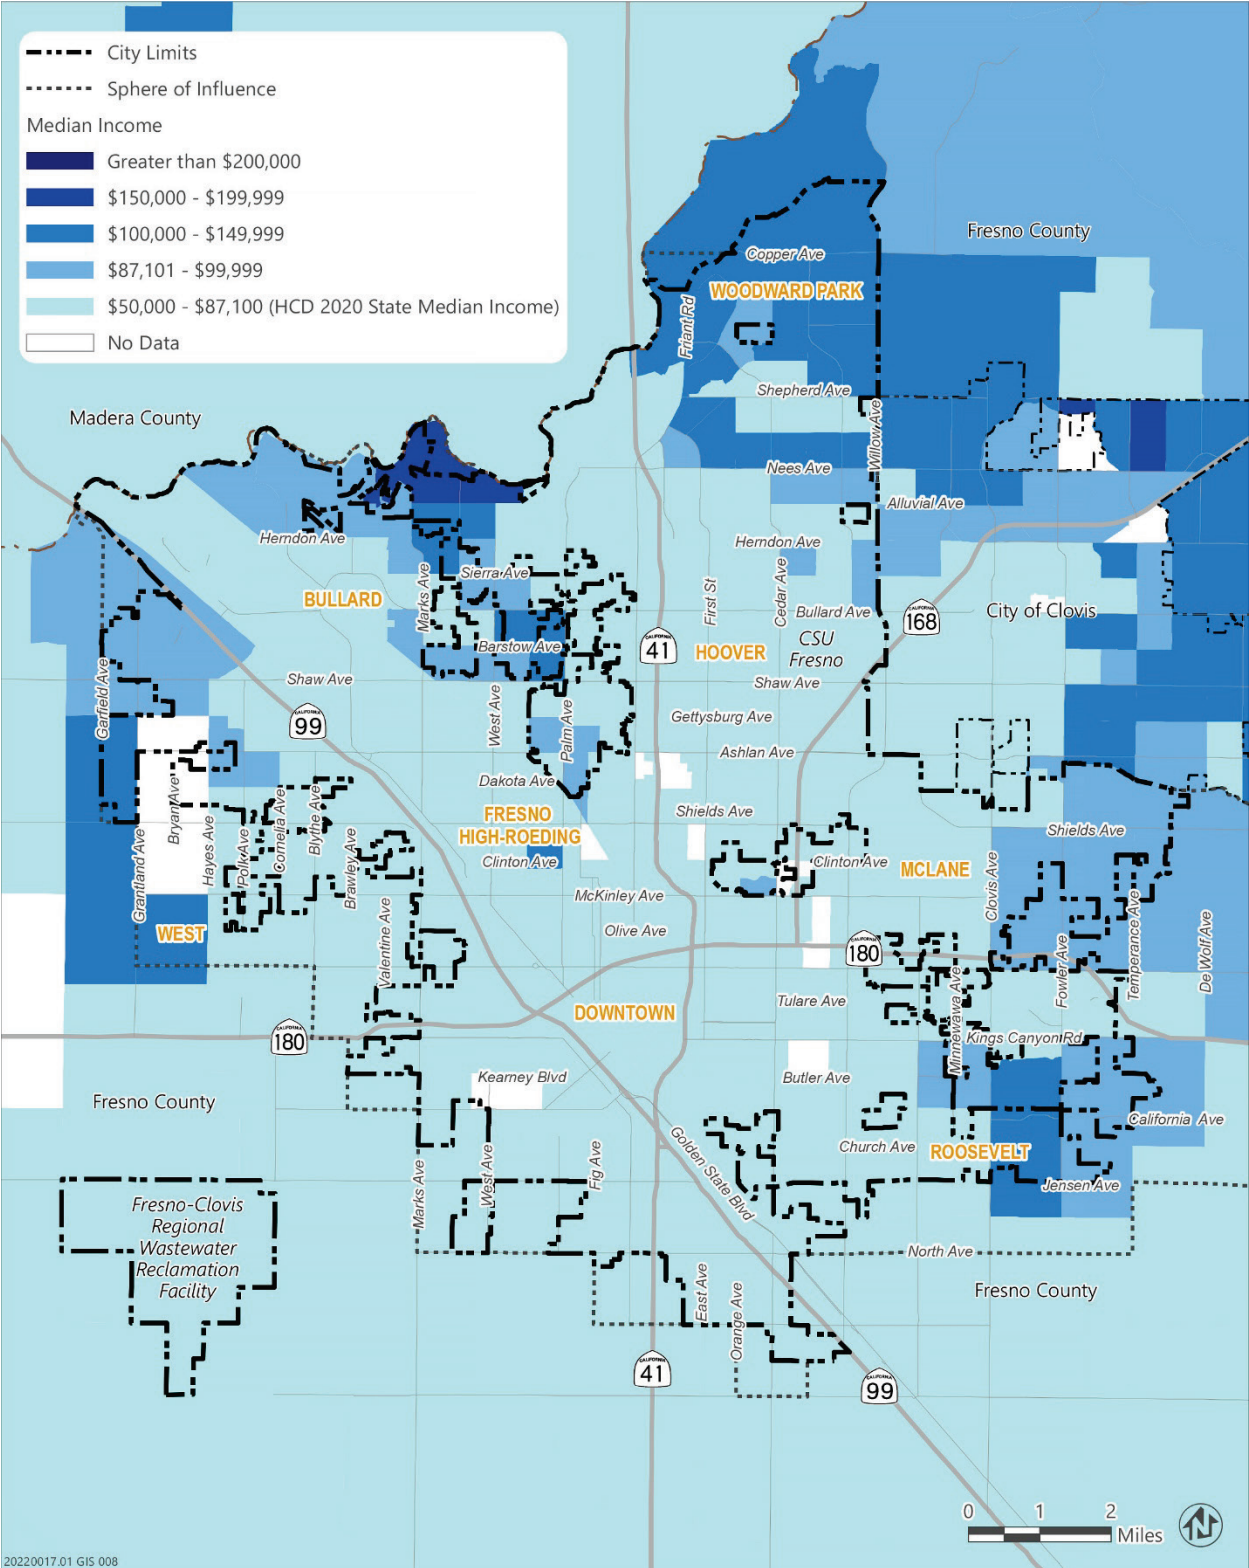 City Limits
Sphere of Influence
Median Income
Greater than $200,000
$150,000 - $199,999
$100,000 - $149,999
$87,101 - $99,999
$50,000 - $87,100 (HCD 2020 State Median Income)
No Data
Fresno County
Copper Ave
WOODWARD PARK
Friant Rd
Shepherd Ave
Madera County
Willow Ave
Nees Ave
Alluvial Ave
Herndon Ave
Herndon Ave
Sierra Ave
BULLARD
Marks Ave
First St
Cedar Ave
Bullard Ave
CALIFORNIA
168
City of Clovis
Barstow Ave
CALIFORNIA
41
HOOVER
CSU
Fresno
Shaw Ave
Shaw Ave
Garfield Ave
CALIFORNIA
99
West Ave
Palm Ave
Gettysburg Ave
Ashlan Ave
Dakota Ave
Bryan Ave
Hayes Ave
Polk Ave
Cornelia Ave
Blythe Ave
Brawley Ave
FRESNO
HIGH-ROEDING
Shields Ave
Shields Ave
Clinton Ave
Clinton Ave
MCLANE
Grantland Ave
McKinley Ave
Clovis Ave
WEST
Valentine Ave
Olive Ave
CALIFORNIA
180
Temperance Ave
De Wolf Ave
Fowler Ave
Minnewawa Ave
DOWNTOWN
Tulare Ave
CALIFORNIA
180
Kings Canyon Rd
Kearney Blvd
Butler Ave
Fresno County
California Ave
Golden State Blvd
Church Ave
ROOSEVELT
Marks Ave
West Ave
Fig Ave
Jensen Ave
Fresno-Clovis
Regional
Wastewater
Reclamation
Facility
North Ave
East Ave
Orange Ave
Fresno County
CALIFORNIA
41
CALIFORNIA
99
0 1 2
Miles
N
20220017.01 GIS 008